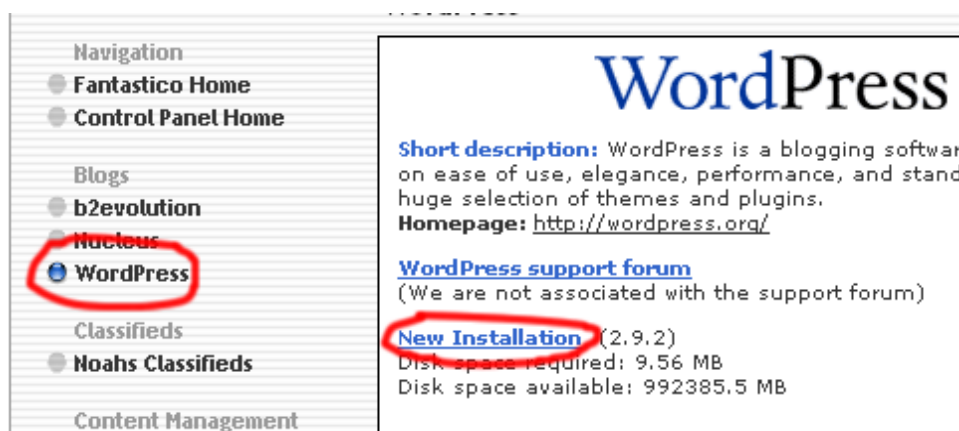 Navigation
Fantastico Home
Control Panel Home
Blogs
b2evolution
Nucleus
WordPress
Classifieds
Noahs Classifieds
Content Management
WordPress
Short description: WordPress is a blogging softwar
on ease of use, elegance, performance, and stand
huge selection of themes and plugins.
Homepage: http://wordpress.org/
WordPress support forum
(We are not associated with the support forum)
New Installation (2.9.2)
Disk space required: 9.56 MB
Disk space available: 992385.5 MB